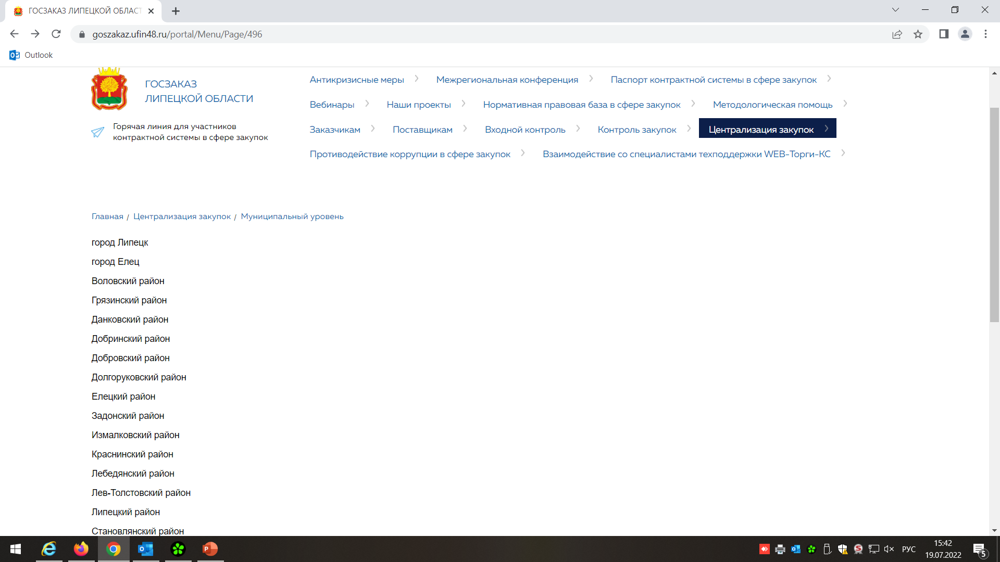 ГОСЗАКАЗ ЛИПЕЦКОЙ ОБЛАСТ
goszakaz.ufin48.ru/portal/Menu/Page/496
Outlook
ГОСЗАКАЗ
ЛИПЕЦКОЙ ОБЛАСТИ
Горячая линия для участников
контрактной системы в сфере закупок
Антикризисные меры
Межрегиональная конференция
Паспорт контрактной системы в сфере закупок
Вебинары
Наши проекты
Нормативная правовая база в сфере закупок
Методологическая помощь
Заказчикам
Поставщикам
Входной контроль
Контроль закупок
Централизация закупок
Противодействие коррупции в сфере закупок
Взаимодействие со специалистами техподдержки WEB-Торги-КС
Главная / Централизация закупок / Муниципальный уровень
город Липецк
город Елец
Воловский район
Грязинский район
Данковский район
Добринский район
Добровский район
Долгоруковский район
Елецкий район
Задонский район
Измалковский район
Краснинский район
Лебедянский район
Лев-Толстовский район
Липецкий район
Становлянский район
РУС
15:42
19.07.2022
5